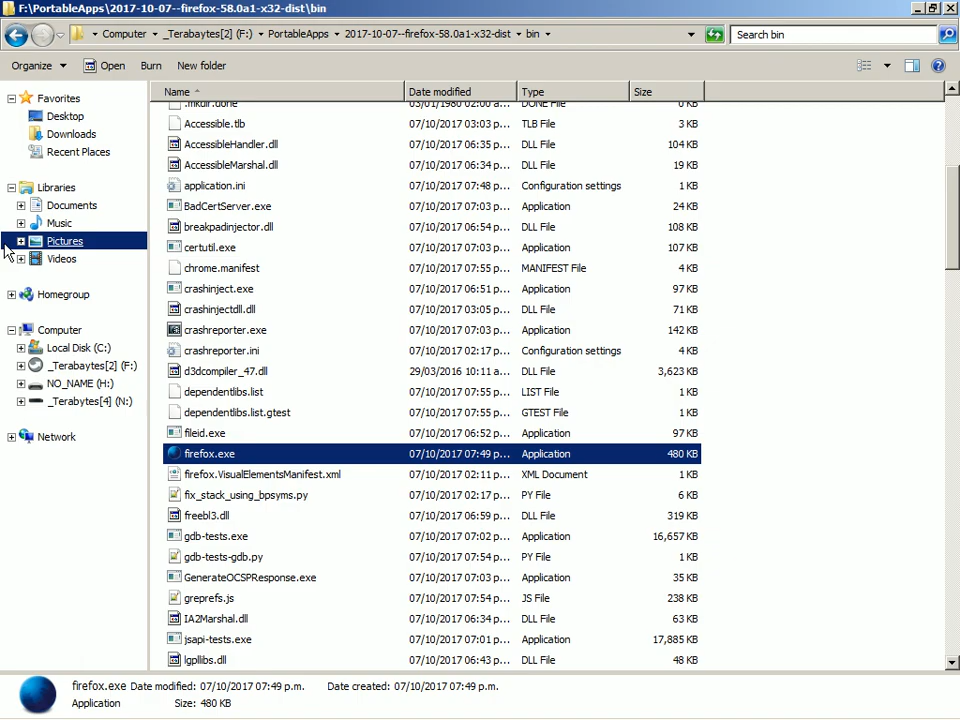 F:\PortableApps\2017-10-07--firefox-58.0a1-x32-dist\bin
Computer _Terabaytes[2] (F:) PortableApps 2017-10-07--firefox-58.0a1-x32-dist bin Search bin
Organize Open Burn New folder
Favorites
Desktop
Downloads
Recent Places
Libraries
Documents
Music
Pictures
Videos
Homegroup
Computer
Local Disk (C:)
_Terabaytes[2] (F:)
NO_NAME (H:)
_Terabytes[4] (N:)
Network
Name Date modified Type Size
.mkdir.done 03/01/1980 02:00 a... DONE File 0 KB
Accessible.tlb 07/10/2017 03:03 p... TLB File 3 KB
AccessibleHandler.dll 07/10/2017 06:35 p... DLL File 104 KB
AccessibleMarshal.dll 07/10/2017 06:34 p... DLL File 19 KB
application.ini 07/10/2017 07:48 p... Configuration settings 1 KB
BadCertServer.exe 07/10/2017 07:03 p... Application 24 KB
breakpadinjector.dll 07/10/2017 06:54 p... DLL File 108 KB
certutil.exe 07/10/2017 07:03 p... Application 107 KB
chrome.manifest 07/10/2017 07:55 p... MANIFEST File 4 KB
crashinject.exe 07/10/2017 06:51 p... Application 97 KB
crashinjectdll.dll 07/10/2017 03:05 p... DLL File 71 KB
crashreporter.exe 07/10/2017 07:03 p... Application 142 KB
crashreporter.ini 07/10/2017 02:17 p... Configuration settings 4 KB
d3dcompiler_47.dll 29/03/2016 10:11 a... DLL File 3,623 KB
dependentlibs.list 07/10/2017 07:55 p... LIST File 1 KB
dependentlibs.list.gtest 07/10/2017 07:55 p... GTEST File 1 KB
fileid.exe 07/10/2017 06:52 p... Application 97 KB
firefox.exe 07/10/2017 07:49 p... Application 480 KB
firefox.VisualElementsManifest.xml 07/10/2017 02:11 p... XML Document 1 KB
fix_stack_using_bpsyms.py 07/10/2017 02:17 p... PY File 6 KB
freebl3.dll 07/10/2017 06:59 p... DLL File 319 KB
gdb-tests.exe 07/10/2017 07:02 p... Application 16,657 KB
gdb-tests-gdb.py 07/10/2017 07:54 p... PY File 1 KB
GenerateOCSPResponse.exe 07/10/2017 07:03 p... Application 35 KB
greprefs.js 07/10/2017 07:54 p... JS File 238 KB
IA2Marshal.dll 07/10/2017 06:34 p... DLL File 63 KB
jsapi-tests.exe 07/10/2017 07:01 p... Application 17,885 KB
lgpllibs.dll 07/10/2017 06:43 p... DLL File 48 KB
firefox.exe Date modified: 07/10/2017 07:49 p.m. Date created: 07/10/2017 07:49 p.m.
Application Size: 480 KB